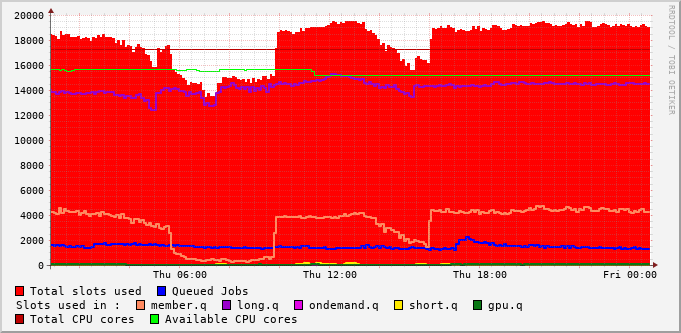 RRDTOOL / TOBI OETIKER
20000
18000
16000
14000
12000
10000
8000
6000
4000
2000
0
Thu 06:00 Thu 12:00 Thu 18:00 Fri 00:00
Total slots used Queued Jobs
Slots used in : member.q long.q ondemand.q short.q gpu.q
Total CPU cores Available CPU cores